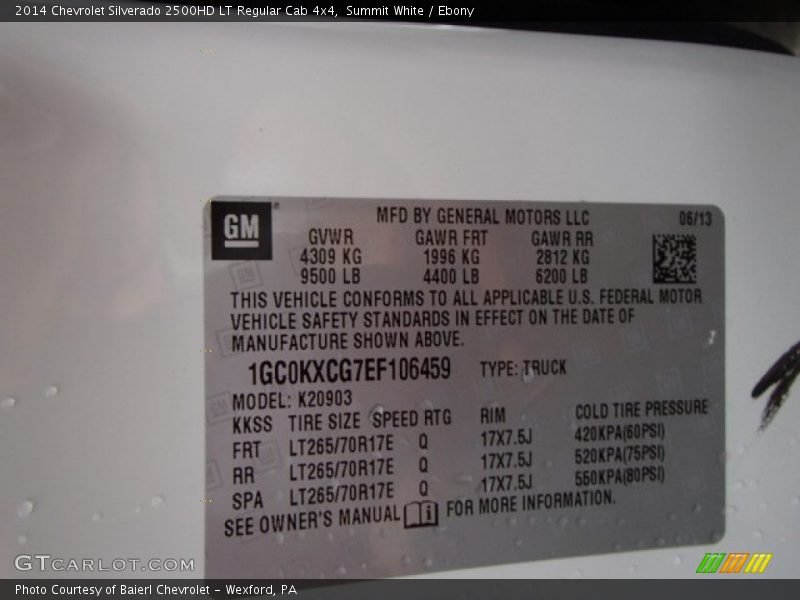 2014 Chevrolet Silverado 2500HD LT Regular Cab 4x4, Summit White / Ebony
GM
MFD BY GENERAL MOTORS LLC 06/13
GVWR GAWR FRT GAWR RR
4309 KG 1996 KG 2812 KG
9500 LB 4400 LB 6200 LB
THIS VEHICLE CONFORMS TO ALL APPLICABLE U.S. FEDERAL MOTOR
VEHICLE SAFETY STANDARDS IN EFFECT ON THE DATE OF
MANUFACTURE SHOWN ABOVE.
1GC0KXCG7EF106459 TYPE: TRUCK
MODEL: K20903
KKSS TIRE SIZE SPEED RTG RIM COLD TIRE PRESSURE
FRT LT265/70R17E Q 17X7.5J 420KPA(60PSI)
RR LT265/70R17E Q 17X7.5J 520KPA(75PSI)
SPA LT265/70R17E Q 17X7.5J 550KPA(80PSI)
SEE OWNER'S MANUAL i FOR MORE INFORMATION.
GTCARLOT.COM
Photo Courtesy of Baierl Chevrolet - Wexford, PA